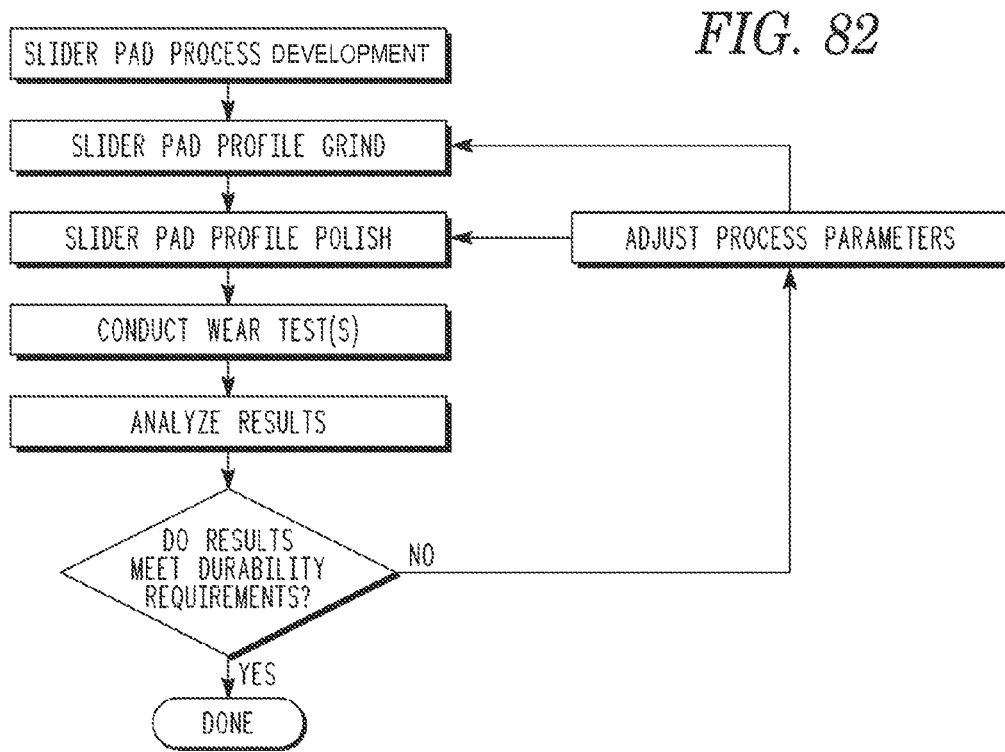 FIG. 82
SLIDER PAD PROCESS DEVELOPMENT
SLIDER PAD PROFILE GRIND
SLIDER PAD PROFILE POLISH
ADJUST PROCESS PARAMETERS
CONDUCT WEAR TEST(S)
ANALYZE RESULTS
DO RESULTS
MEET DURABILITY
REQUIREMENTS?
NO
YES
DONE